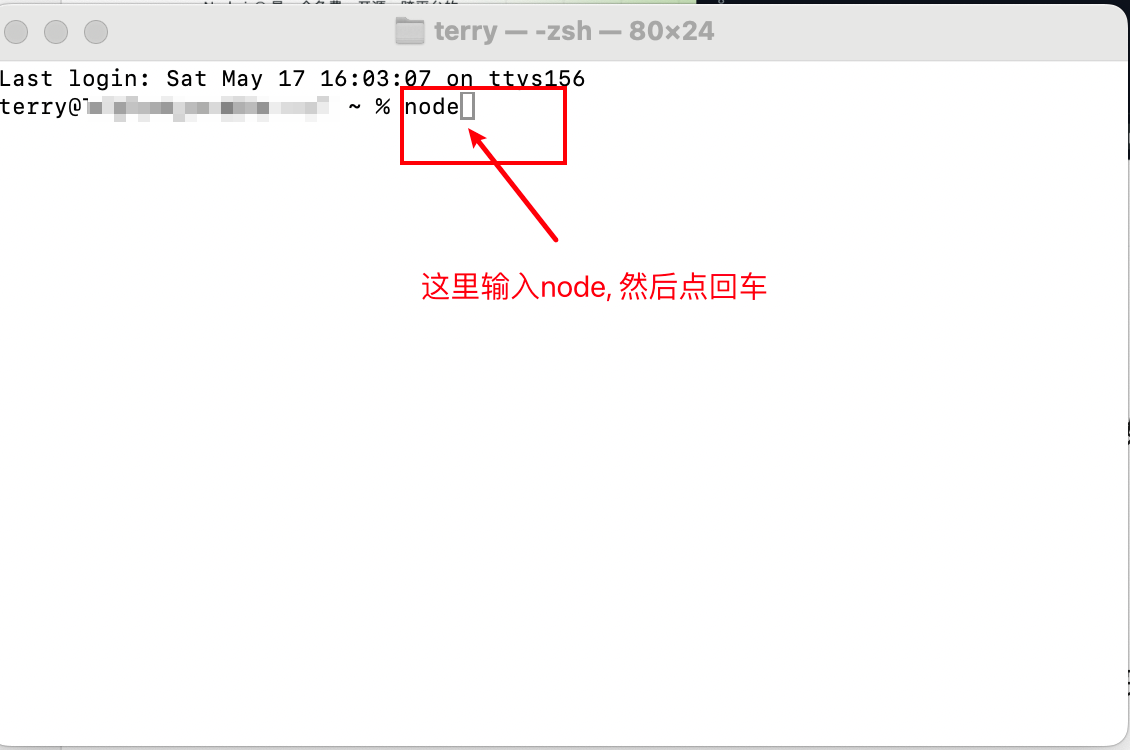 terry — -zsh — 80×24
Last login: Sat May 17 16:03:07 on ttys156
terry@ ~ % node
这里输入node, 然后点回车